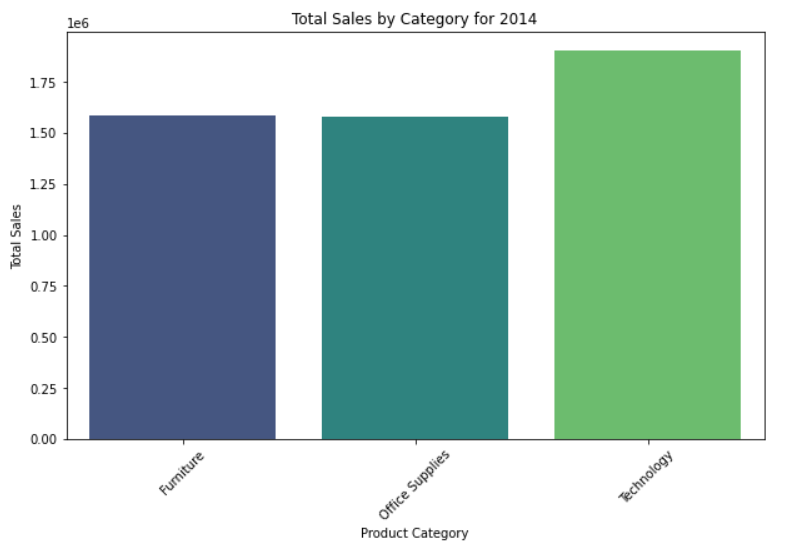 Total Sales by Category for 2014
1e6
1.75
1.50
1.25
1.00
0.75
0.50
0.25
0.00
Total Sales
Furniture
Office Supplies
Technology
Product Category